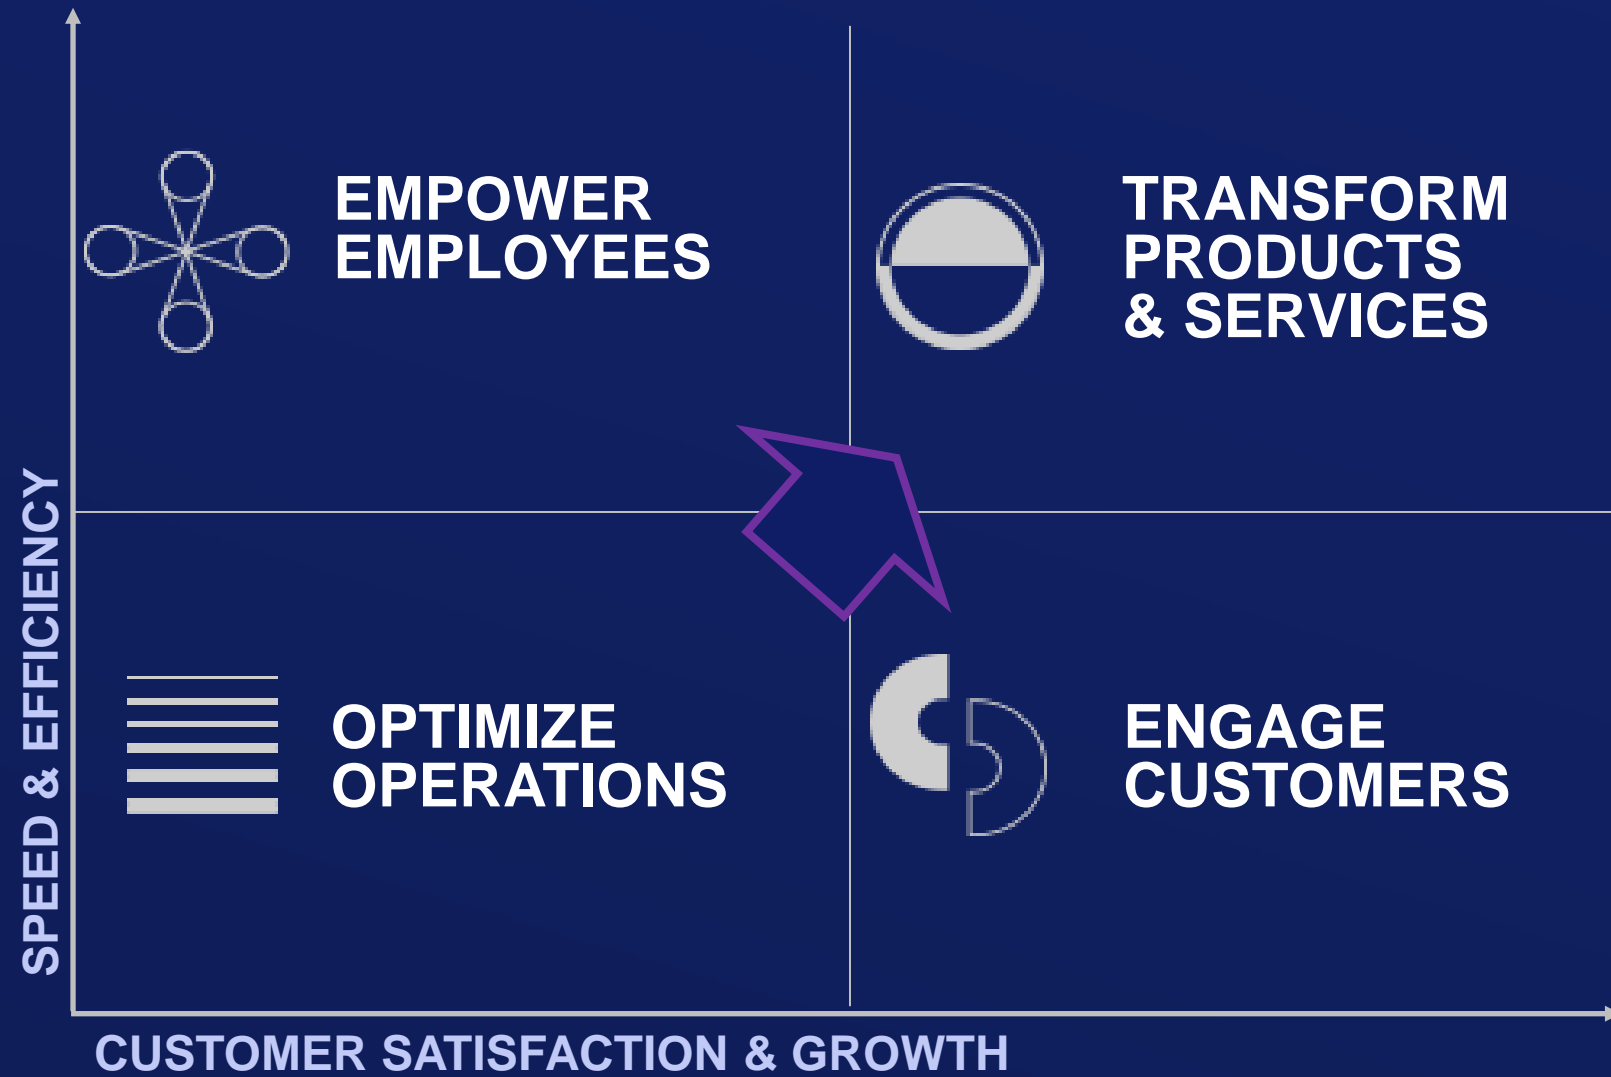 EMPOWER
EMPLOYEES
TRANSFORM
PRODUCTS
& SERVICES
SPEED & EFFICIENCY
OPTIMIZE
OPERATIONS
ENGAGE
CUSTOMERS
CUSTOMER SATISFACTION & GROWTH